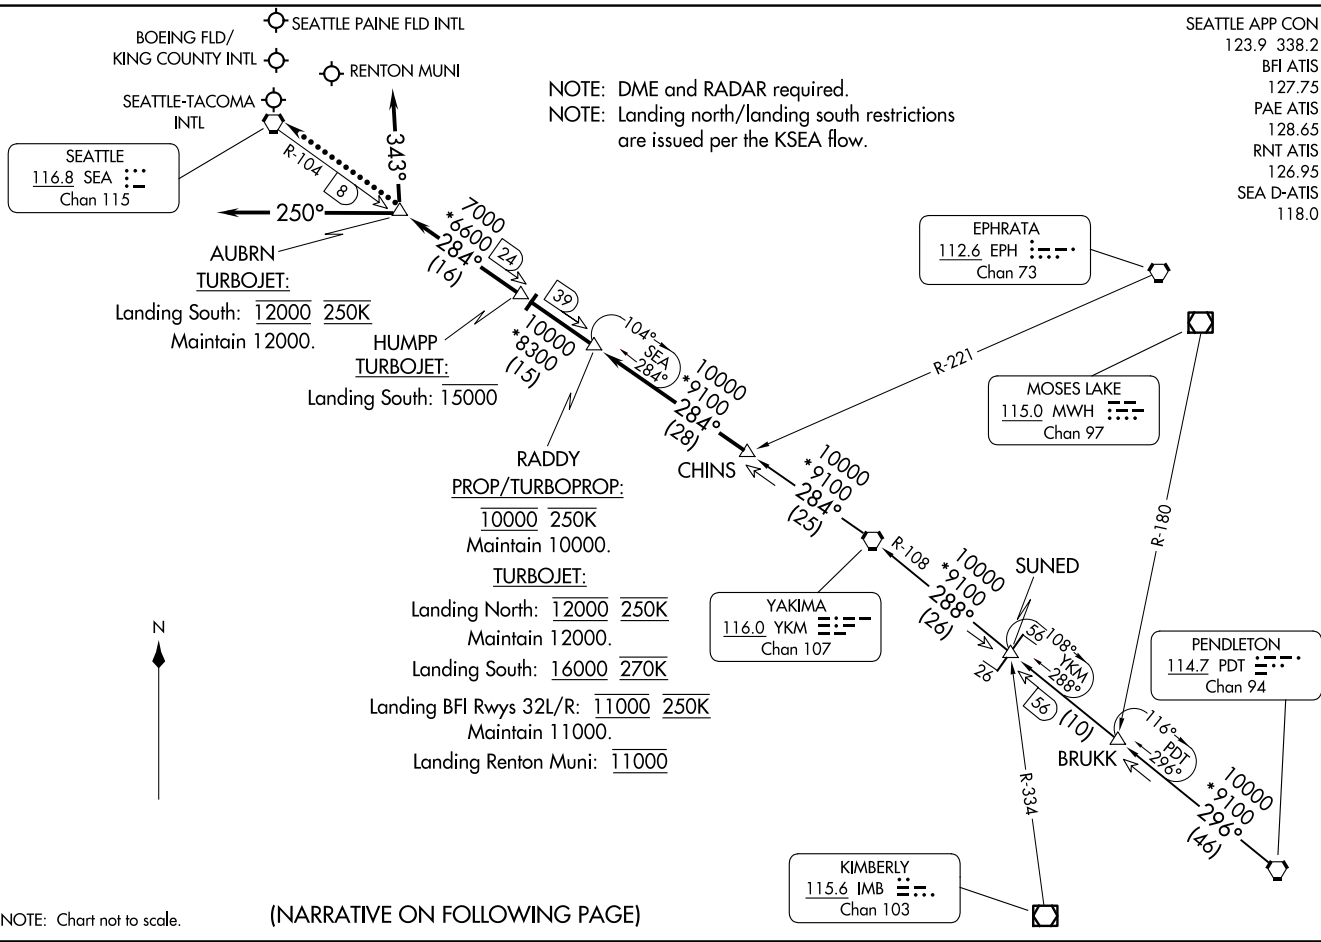 SEATTLE PAINE FLD INTL
BOEING FLD/
KING COUNTY INTL
RENTON MUNI
SEATTLE-TACOMA
INTL
SEATTLE APP CON
123.9 338.2
BFI ATIS
127.75
PAE ATIS
128.65
RNT ATIS
126.95
SEA D-ATIS
118.0
NOTE: DME and RADAR required.
NOTE: Landing north/landing south restrictions
are issued per the KSEA flow.
SEATTLE
116.8 SEA
Chan 115
R-104
8
343°
250°
AUBRN
TURBOJET:
Landing South: 12000 250K
Maintain 12000.
7000
*6600
284°
(16)
24
HUMPP
TURBOJET:
Landing South: 15000
39
10000
*8300
(15)
104°
SEA
284°
10000
*9100
284°
(28)
RADDY
PROP/TURBOPROP:
10000 250K
Maintain 10000.
TURBOJET:
Landing North: 12000 250K
Maintain 12000.
Landing South: 16000 270K
Landing BFI Rwys 32L/R: 11000 250K
Maintain 11000.
Landing Renton Muni: 11000
EPHRATA
112.6 EPH
Chan 73
R-221
MOSES LAKE
115.0 MWH
Chan 97
R-180
CHINS
10000
*9100
284°
(25)
YAKIMA
116.0 YKM
Chan 107
R-108
10000
*9100
288°
(26)
SUNED
56
26
108°
YKM
288°
56
(10)
BRUKK
116°
PDT
296°
PENDLETON
114.7 PDT
Chan 94
10000
*9100
296°
(46)
R-334
KIMBERLY
115.6 IMB
Chan 103
N
NOTE: Chart not to scale.
(NARRATIVE ON FOLLOWING PAGE)